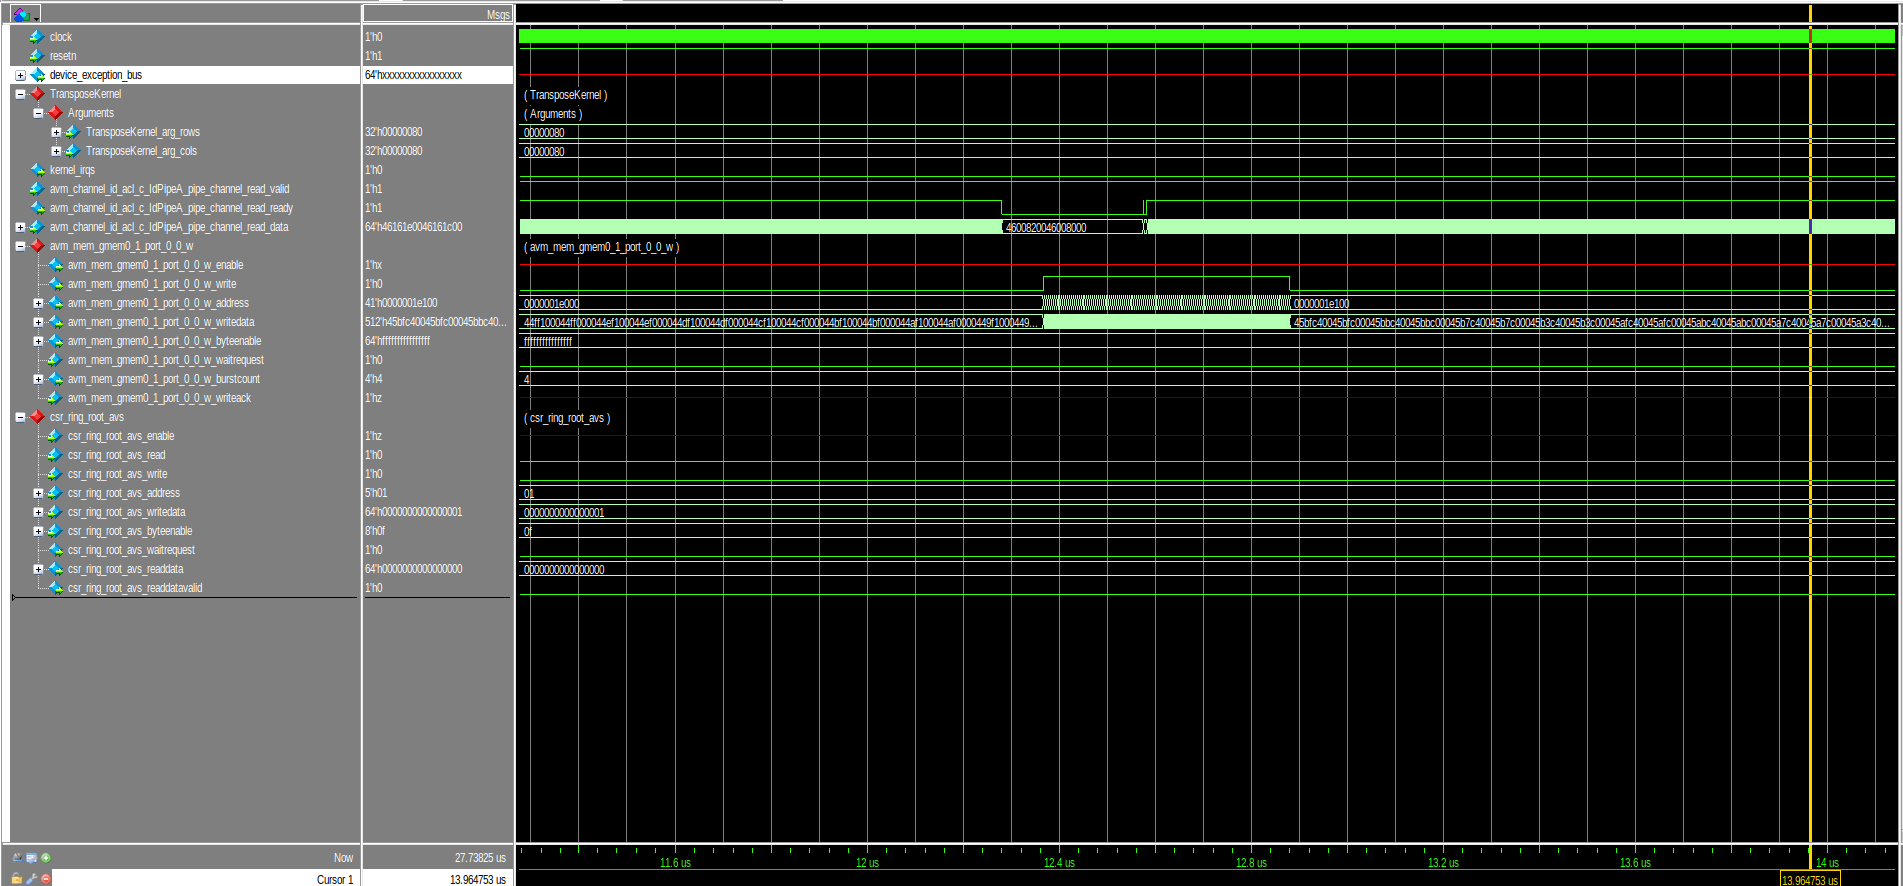 Msgs
clock 1'h0
resetn 1'h1
device_exception_bus 64'hxxxxxxxxxxxxxxxx
TransposeKernel ( TransposeKernel )
Arguments ( Arguments )
TransposeKernel_arg_rows 32'h00000080 00000080
TransposeKernel_arg_cols 32'h00000080 00000080
kernel_irqs 1'h0
avm_channel_id_acl_c_IdPipeA_pipe_channel_read_valid 1'h1
avm_channel_id_acl_c_IdPipeA_pipe_channel_read_ready 1'h1
avm_channel_id_acl_c_IdPipeA_pipe_channel_read_data 64'h46161e0046161c00 4600820046008000
avm_mem_gmem0_1_port_0_0_w ( avm_mem_gmem0_1_port_0_0_w )
avm_mem_gmem0_1_port_0_0_w_enable 1'hx
avm_mem_gmem0_1_port_0_0_w_write 1'h0
avm_mem_gmem0_1_port_0_0_w_address 41'h0000001e100 0000001e000 0000001e100
avm_mem_gmem0_1_port_0_0_w_writedata 512'h45bfc40045bfc00045bbc40... 44ff100044ff000044ef100044ef000044df100044df000044cf100044cf000044bf100044bf000044af100044af0000449f1000449... 45bfc40045bfc00045bbc40045bbc00045b7c40045b7c00045b3c40045b3c00045afc40045afc00045abc40045abc00045a7c40045a7c00045a3c40...
avm_mem_gmem0_1_port_0_0_w_byteenable 64'hffffffffffffffff ffffffffffffffff
avm_mem_gmem0_1_port_0_0_w_waitrequest 1'h0
avm_mem_gmem0_1_port_0_0_w_burstcount 4'h4 4
avm_mem_gmem0_1_port_0_0_w_writeack 1'hz
csr_ring_root_avs ( csr_ring_root_avs )
csr_ring_root_avs_enable 1'hz
csr_ring_root_avs_read 1'h0
csr_ring_root_avs_write 1'h0
csr_ring_root_avs_address 5'h01 01
csr_ring_root_avs_writedata 64'h0000000000000001 0000000000000001
csr_ring_root_avs_byteenable 8'h0f 0f
csr_ring_root_avs_waitrequest 1'h0
csr_ring_root_avs_readdata 64'h0000000000000000 0000000000000000
csr_ring_root_avs_readdatavalid 1'h0
Now 27.73825 us 11.6 us 12 us 12.4 us 12.8 us 13.2 us 13.6 us 14 us
Cursor 1 13.964753 us 13.964753 us